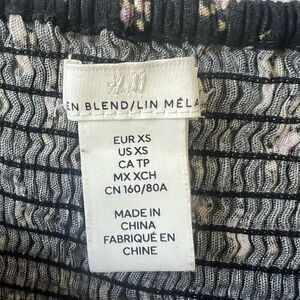 H&M
EN BLEND/LIN MÉLA
EUR XS
US XS
CA TP
MX XCH
CN 160/80A
MADE IN
CHINA
FABRIQUÉ EN
CHINE